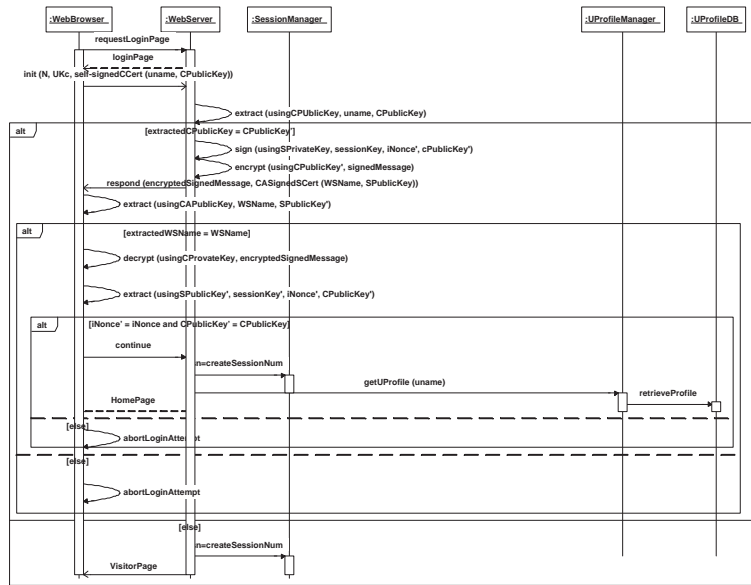 :WebBrowser
:WebServer
:SessionManager
:UProfileManager
:UProfileDB
requestLoginPage
loginPage
init (N, UKc, self-signedCCert (uname, CPublicKey))
extract (usingCPUblicKey, uname, CPublicKey)
alt
[extractedCPublicKey = CPublicKey']
sign (usingSPrivateKey, sessionKey, iNonce', cPublicKey')
encrypt (usingCPublicKey', signedMessage)
respond (encryptedSignedMessage, CASignedSCert (WSName, SPublicKey))
extract (usingCAPublicKey, WSName, SPublicKey')
alt
[extractedWSName = WSName]
decrypt (usingCProvateKey, encryptedSignedMessage)
extract (usingSPublicKey', sessionKey', iNonce', CPublicKey')
alt
[iNonce' = iNonce and CPublicKey' = CPublicKey]
continue
n=createSessionNum
getUProfile (uname)
retrieveProfile
HomePage
[else]
abortLoginAttempt
[else]
abortLoginAttempt
[else]
n=createSessionNum
VisitorPage